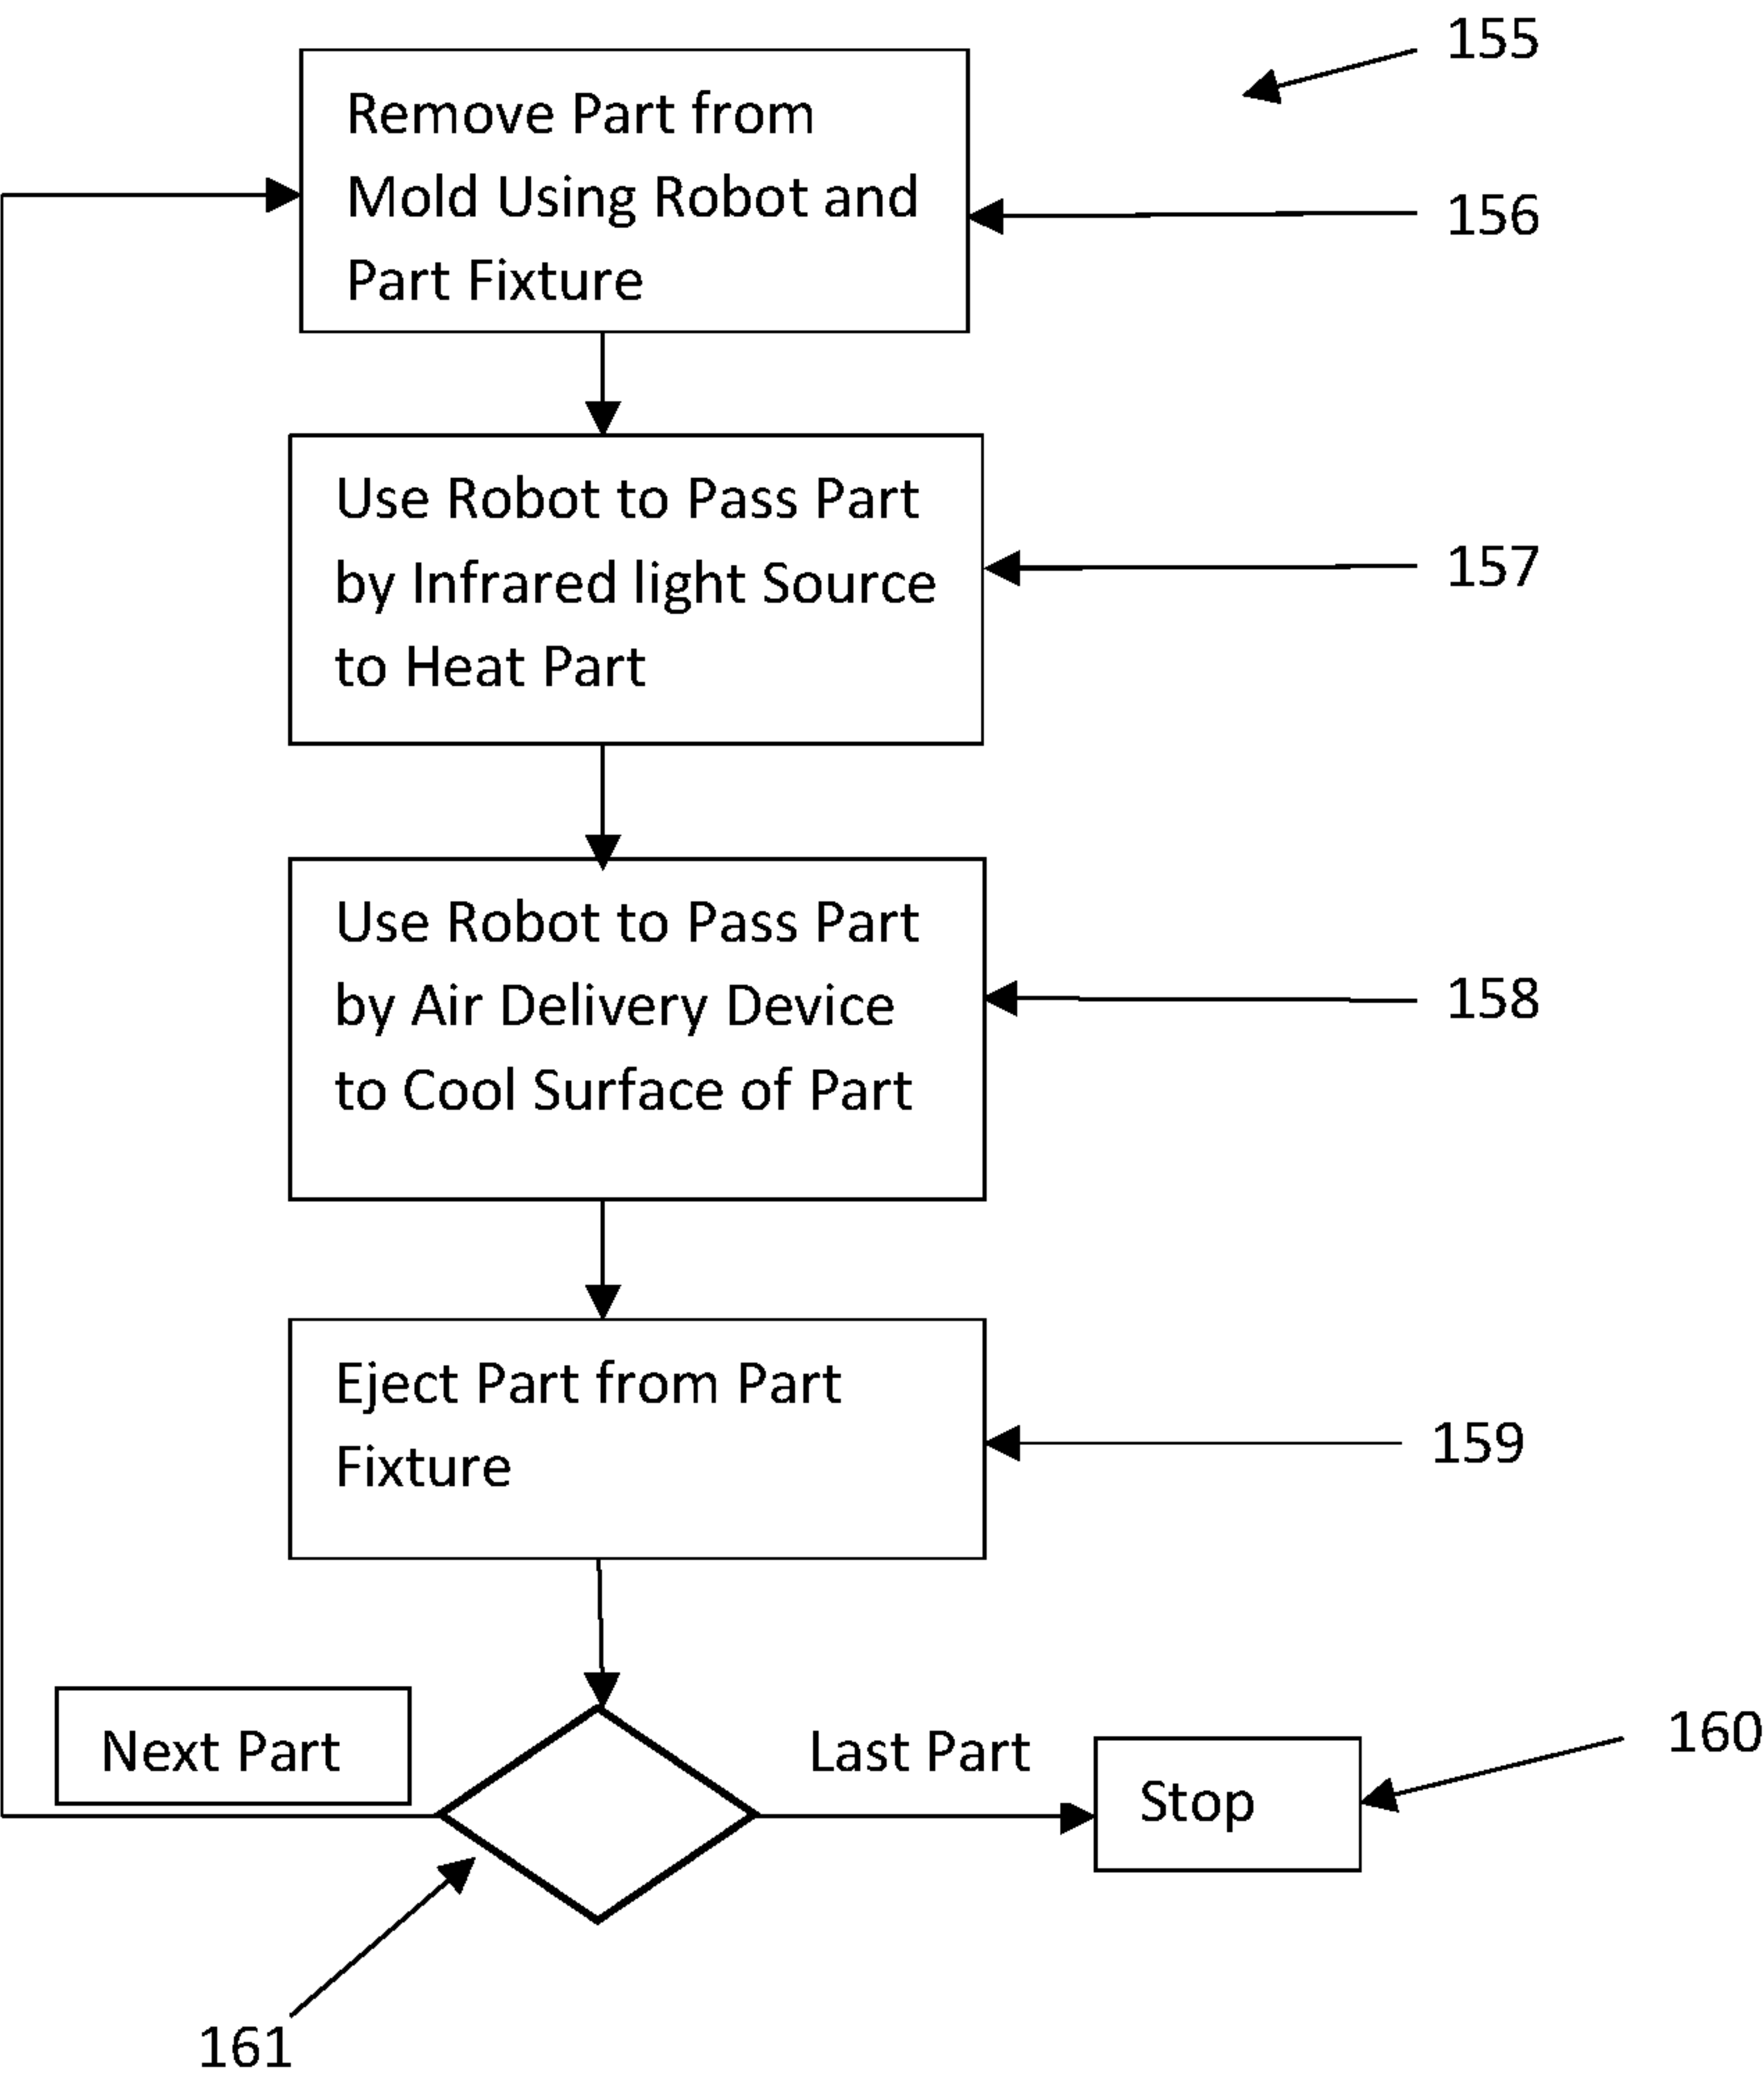 155
Remove Part from
Mold Using Robot and
Part Fixture
156
Use Robot to Pass Part
by Infrared light Source
to Heat Part
157
Use Robot to Pass Part
by Air Delivery Device
to Cool Surface of Part
158
Eject Part from Part
Fixture
159
Next Part
Last Part
Stop
160
161